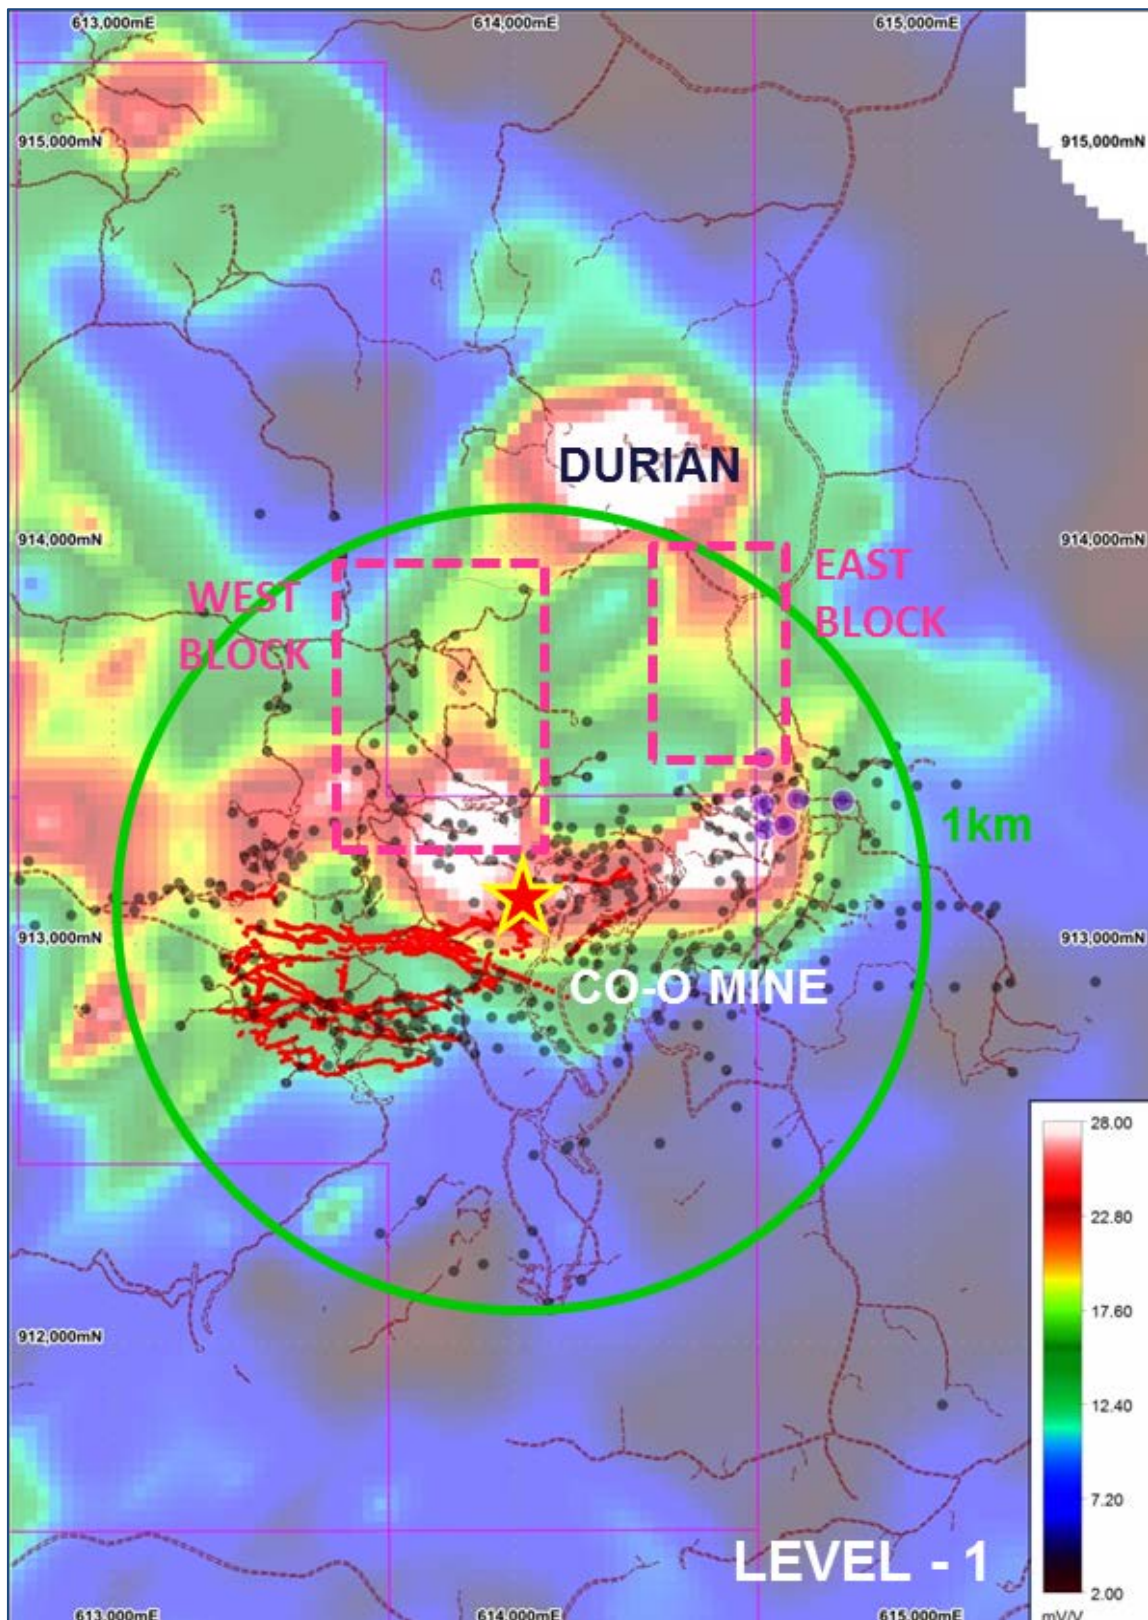 613,000mE
614,000mE
615,000mE
915,000mN
915,000mN
DURIAN
914,000mN
914,000mN
WEST
BLOCK
EAST
BLOCK
1km
913,000mN
913,000mN
CO-O MINE
28.00
22.80
17.60
12.40
7.20
2.00
mV/V
912,000mN
LEVEL - 1
613,000mE
614,000mE
615,000mE